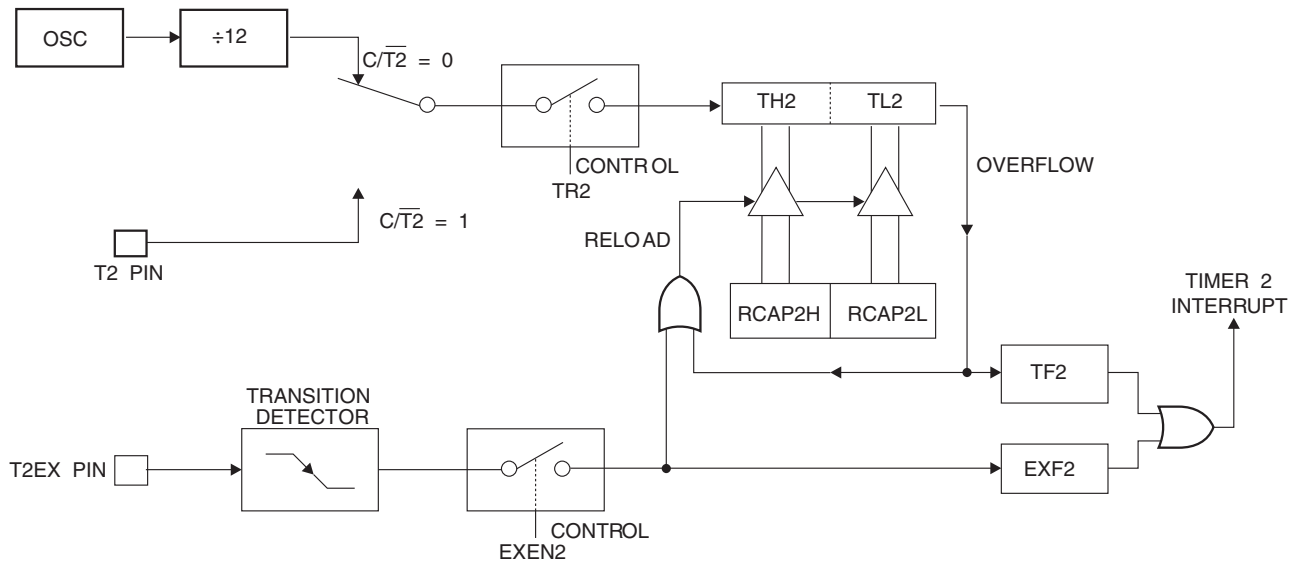 OSC
÷12
C/T2̅ = 0
TH2
TL2
CONTROL
TR2
OVERFLOW
C/T2̅ = 1
T2 PIN
RELOAD
RCAP2H
RCAP2L
TIMER 2
INTERRUPT
TF2
TRANSITION
DETECTOR
T2EX PIN
EXF2
CONTROL
EXEN2